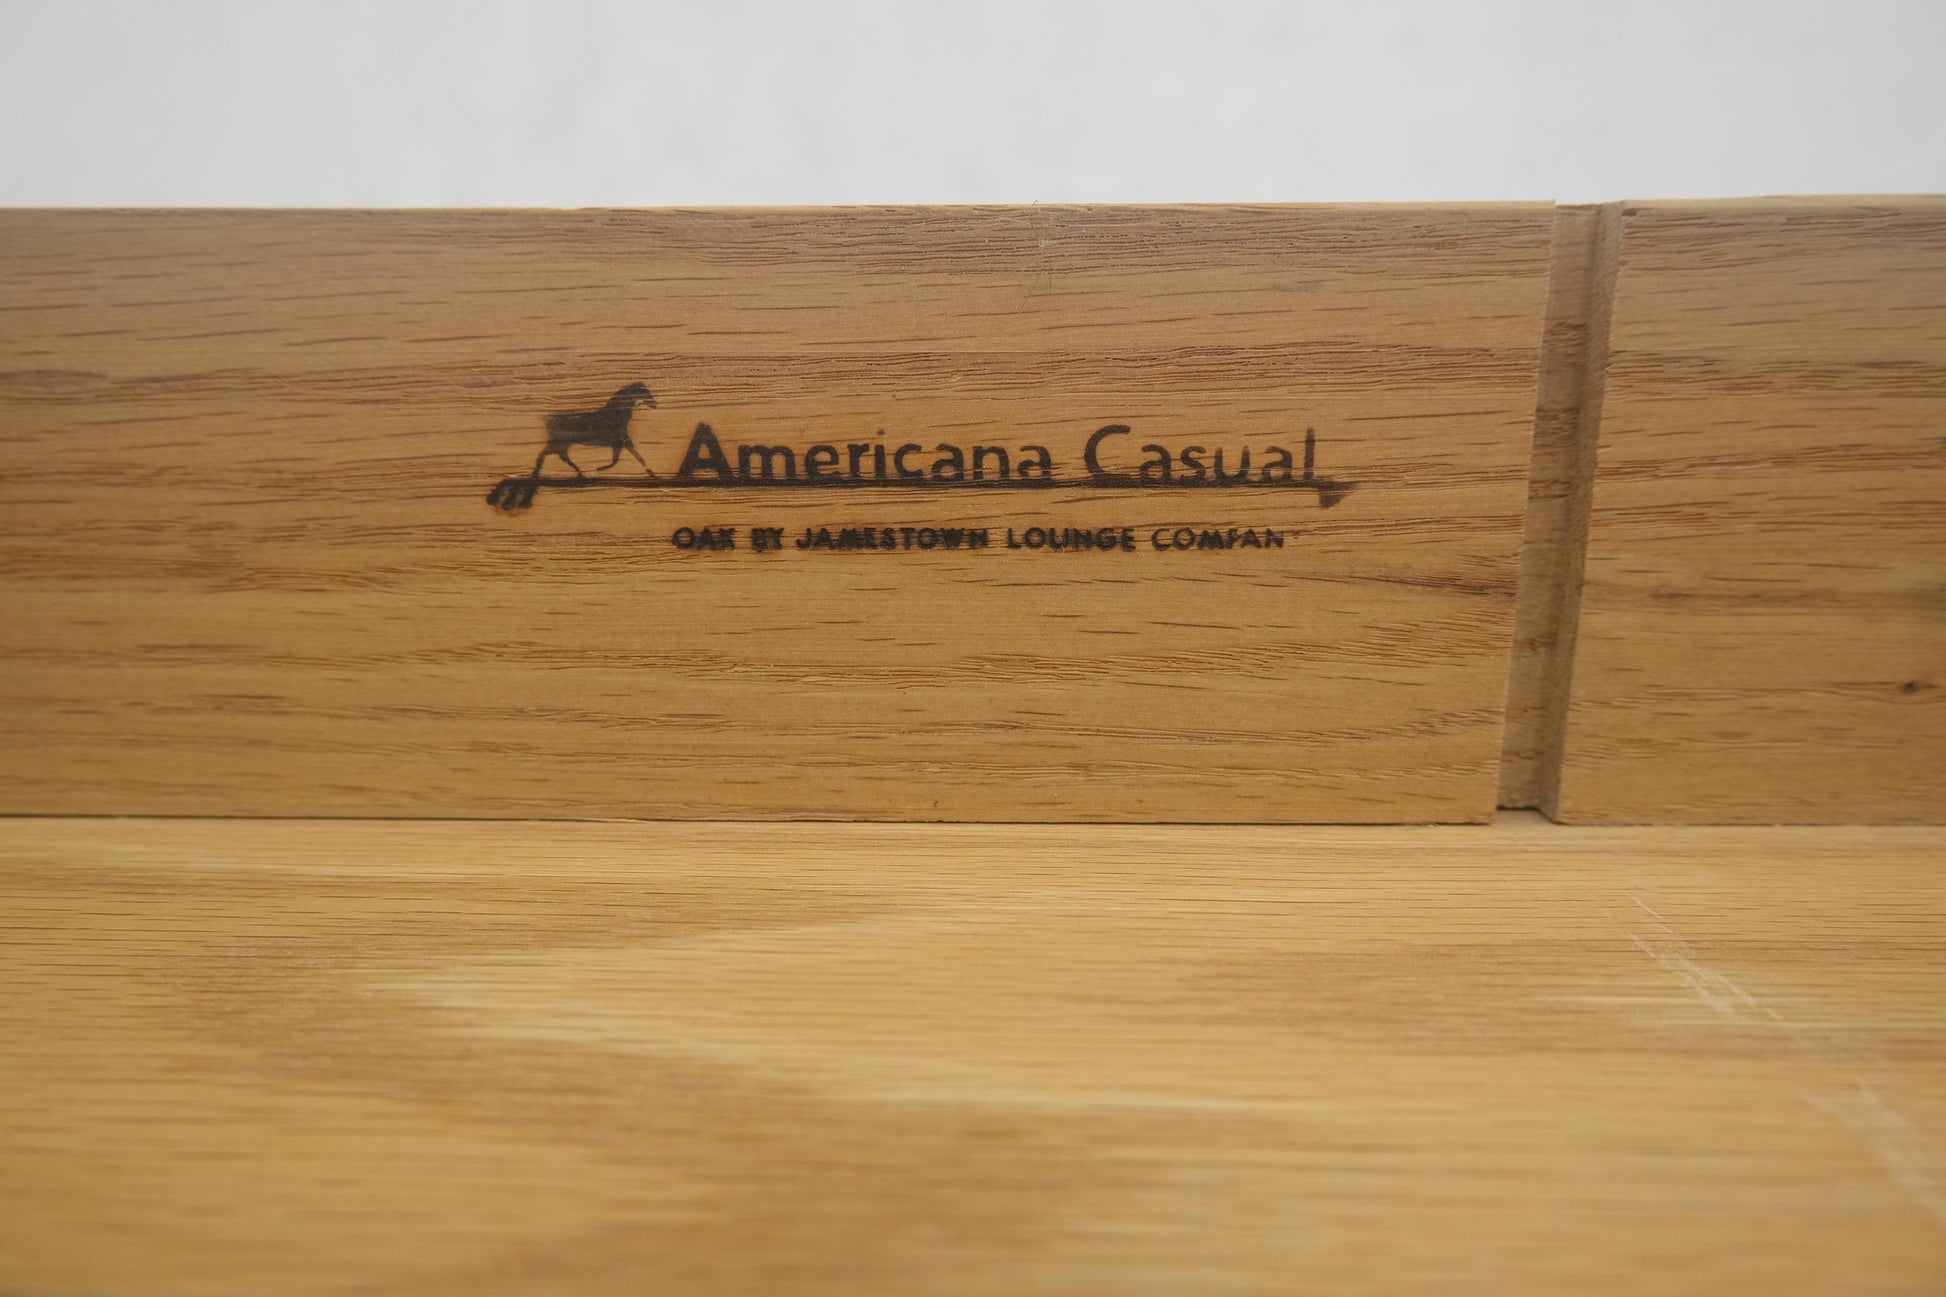 Americana Casual
OAK BY JAMESTOWN LOUNGE COMPAN